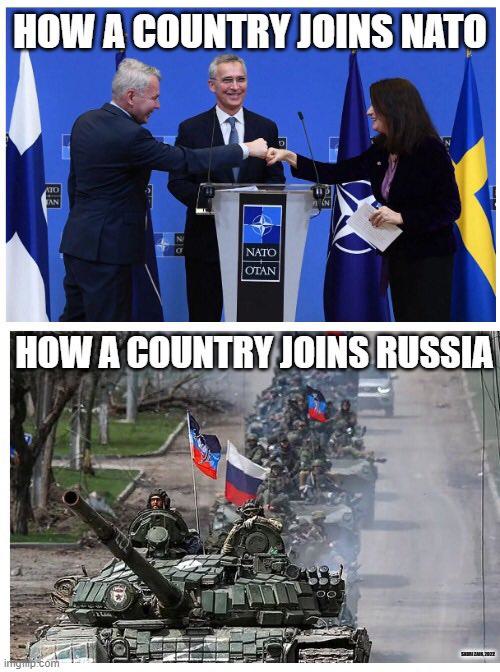 HOW A COUNTRY JOINS NATO
NATO
OTAN
HOW A COUNTRY JOINS RUSSIA
imgflip.com